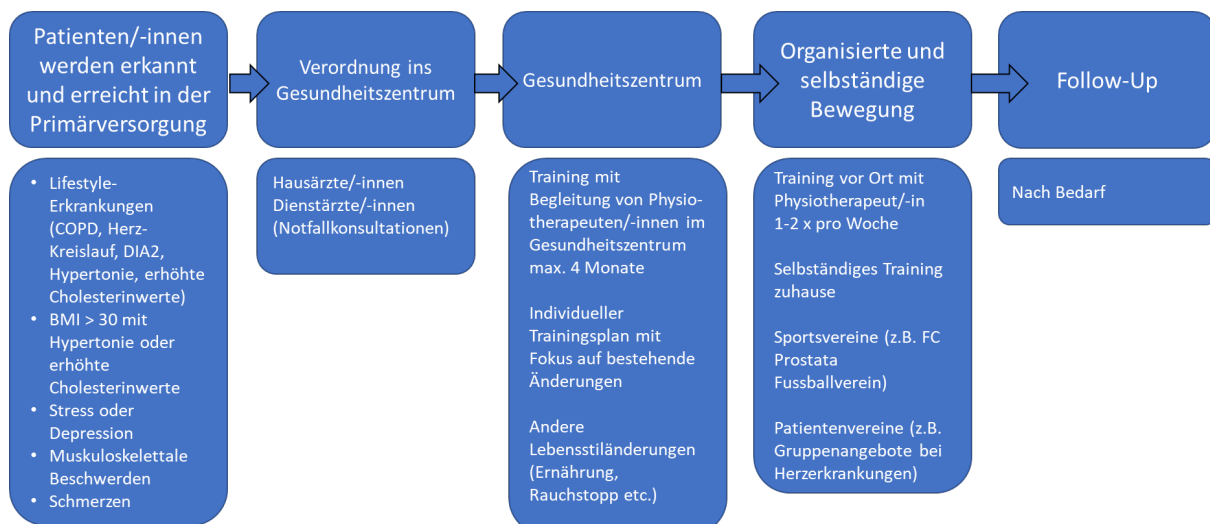 Patienten/-innen
werden erkannt
und erreicht in der
Primärversorgung
Verordnung ins
Gesundheitszentrum
Gesundheitszentrum
Organisierte und
selbständige
Bewegung
Follow-Up
• Lifestyle-
Erkrankungen
(COPD, Herz-
Kreislauf, DIA2,
Hypertonie, erhöhte
Cholesterinwerte)
• BMI > 30 mit
Hypertonie oder
erhöhte
Cholesterinwerte
• Stress oder
Depression
• Muskuloskelettale
Beschwerden
• Schmerzen
Hausärzte/-innen
Dienstärzte/-innen
(Notfallkonsultationen)
Training mit
Begleitung von Physio-
therapeuten/-innen im
Gesundheitszentrum
max. 4 Monate
Individueller
Trainingsplan mit
Fokus auf bestehende
Änderungen
Andere
Lebensstiländerungen
(Ernährung,
Rauchstopp etc.)
Training vor Ort mit
Physiotherapeut/-in
1-2 x pro Woche
Selbständiges Training
zuhause
Sportsvereine (z.B. FC
Prostata
Fussballverein)
Patientenvereine (z.B.
Gruppenangebote bei
Herzerkrankungen)
Nach Bedarf